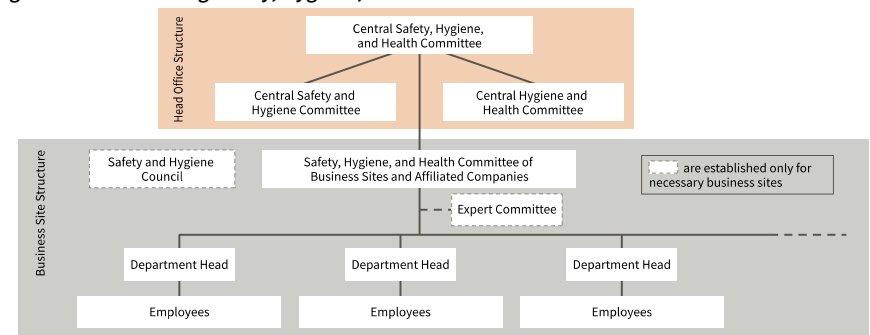 Head Office Structure
Central Safety, Hygiene,
and Health Committee
Central Safety and
Hygiene Committee
Central Hygiene and
Health Committee
Business Site Structure
Safety and Hygiene
Council
Safety, Hygiene, and Health Committee of
Business Sites and Affiliated Companies
are established only for
necessary business sites
Expert Committee
Department Head
Department Head
Department Head
Employees
Employees
Employees